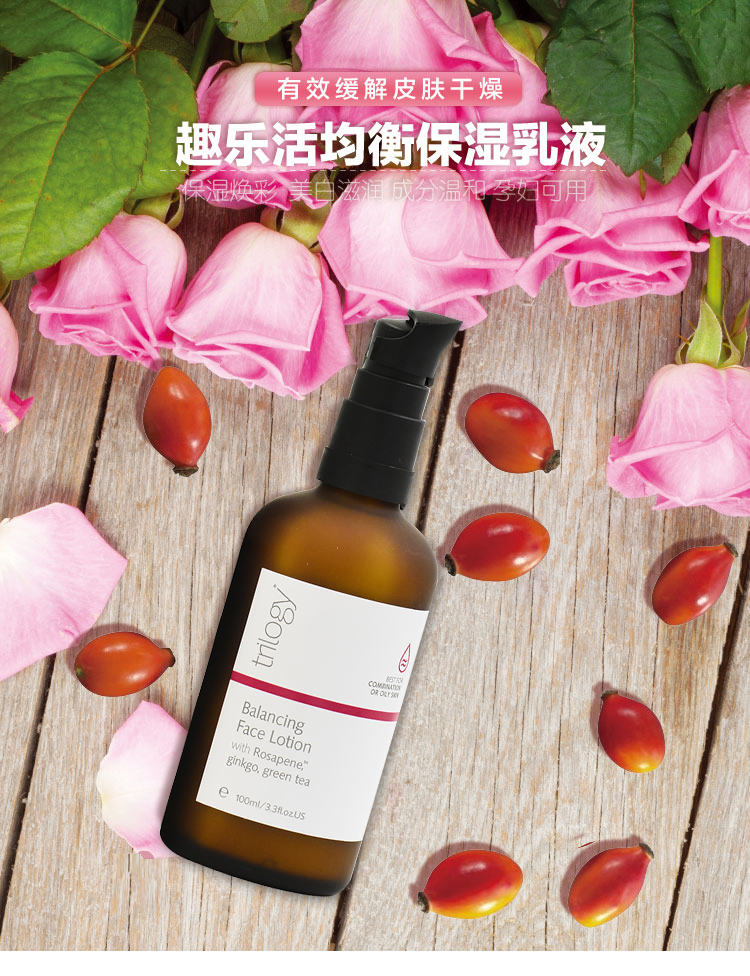 有效缓解皮肤干燥
趣乐活均衡保湿乳液
保湿焕彩 美白滋润 成分温和 孕妇可用
trilogy®
BEST FOR
COMBINATION
OR OILY SKIN
Balancing
Face Lotion
with Rosapene,™
ginkgo, green tea
e 100ml/3.3fl.oz.US